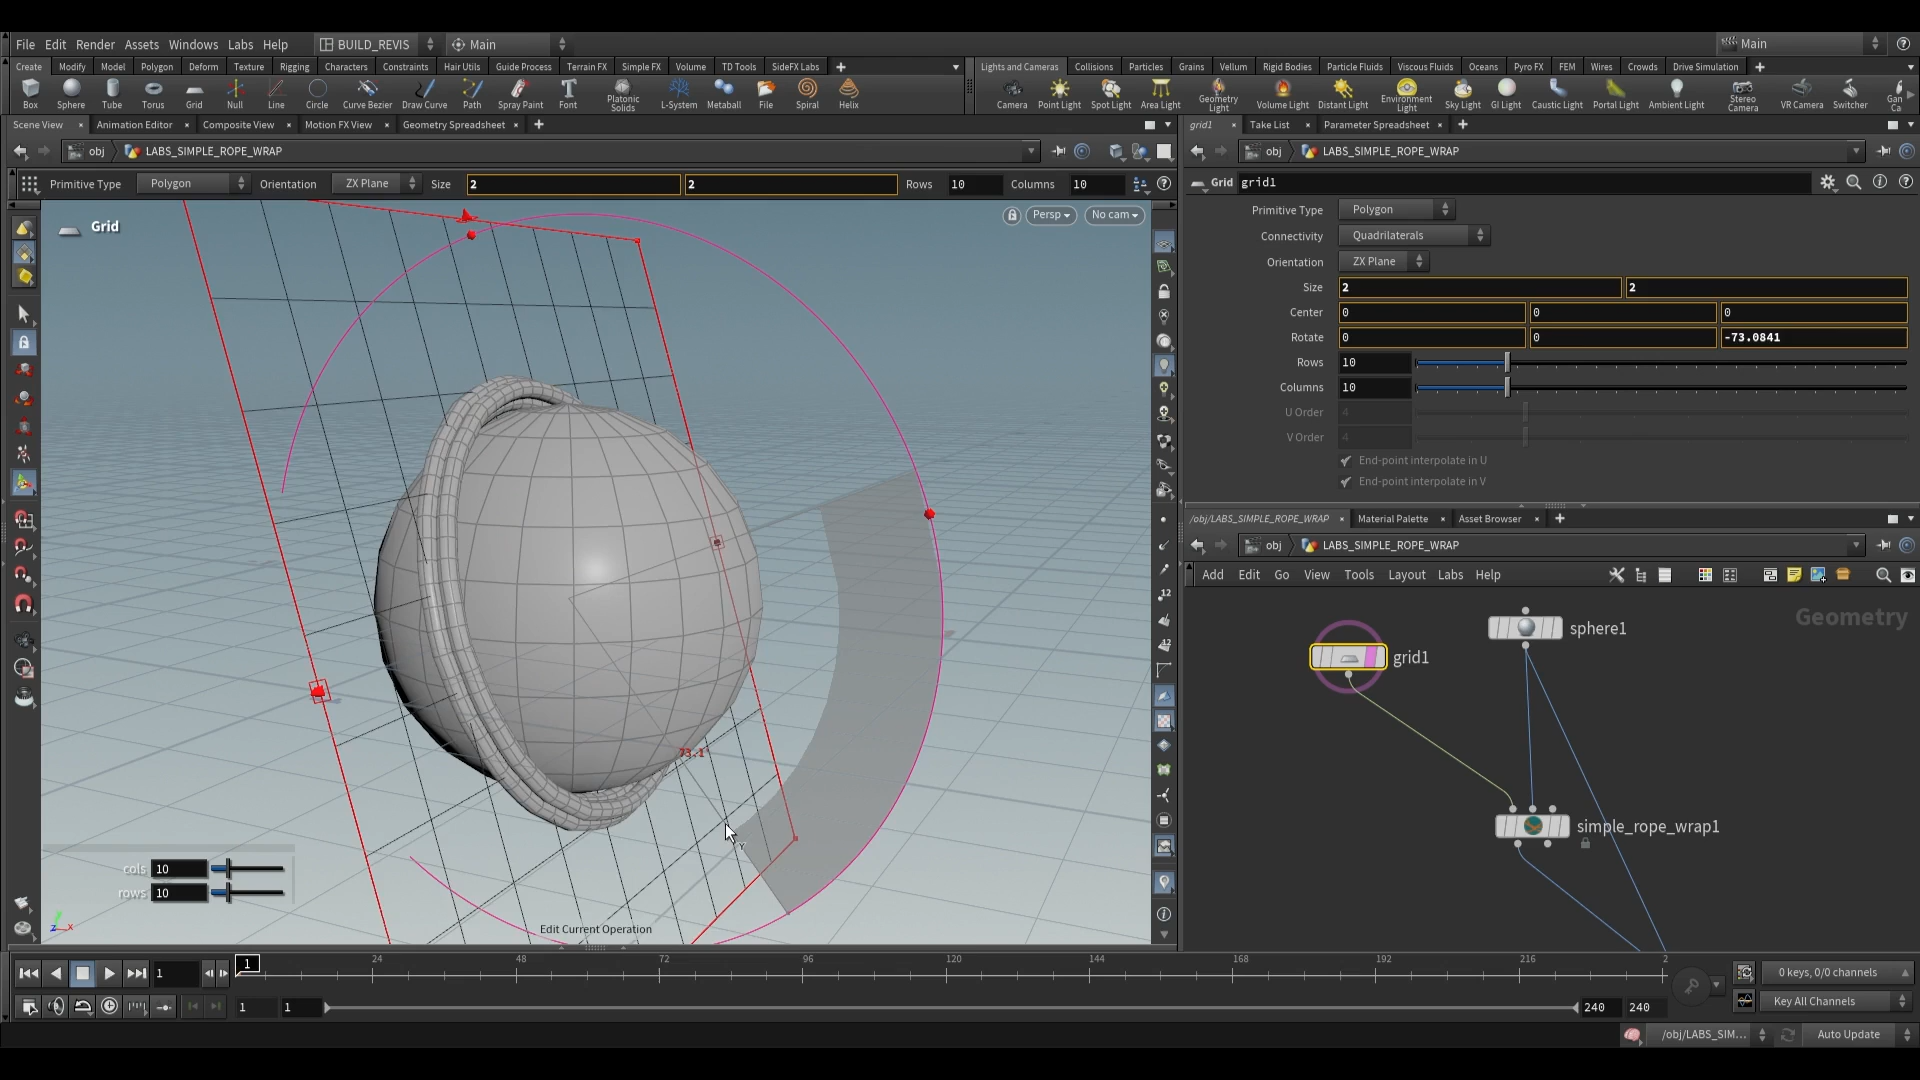 File Edit Render Assets Windows Labs Help BUILD_REVIS Main Main
Create Modify Model Polygon Deform Texture Rigging Characters Constraints Hair Utils Guide Process Terrain FX Simple FX Volume TD Tools SideFX Labs
Lights and Cameras Collisions Particles Grains Vellum Rigid Bodies Particle Fluids Viscous Fluids Oceans Pyro FX FEM Wires Crowds Drive Simulation
Box Sphere Tube Torus Grid Null Line Circle Curve Bezier Draw Curve Path Spray Paint Font Platonic Solids L-System Metaball File Spiral Helix
Camera Point Light Spot Light Area Light Geometry Light Volume Light Distant Light Environment Light Sky Light GI Light Caustic Light Portal Light Ambient Light Stereo Camera VR Camera Switcher Gan Ca
Scene View Animation Editor Composite View Motion FX View Geometry Spreadsheet
grid1 Take List Parameter Spreadsheet
obj LABS_SIMPLE_ROPE_WRAP
obj LABS_SIMPLE_ROPE_WRAP
Primitive Type Polygon Orientation ZX Plane Size 2 2 Rows 10 Columns 10
Grid grid1
Grid
Persp No cam
Primitive Type Polygon
Connectivity Quadrilaterals
Orientation ZX Plane
Size 2 2
Center 0 0 0
Rotate 0 0 -73.0841
Rows 10
Columns 10
U Order 4
V Order 4
End-point interpolate in U
End-point interpolate in V
/obj/LABS_SIMPLE_ROPE_WRAP Material Palette Asset Browser
obj LABS_SIMPLE_ROPE_WRAP
Add Edit Go View Tools Layout Labs Help
Geometry
sphere1
grid1
simple_rope_wrap1
73.1
12
42
cols 10
rows 10
z x
Edit Current Operation
1 1 24 48 72 96 120 144 168 192 216 2
0 keys, 0/0 channels
1 1 240 240 Key All Channels
/obj/LABS_SIM... Auto Update